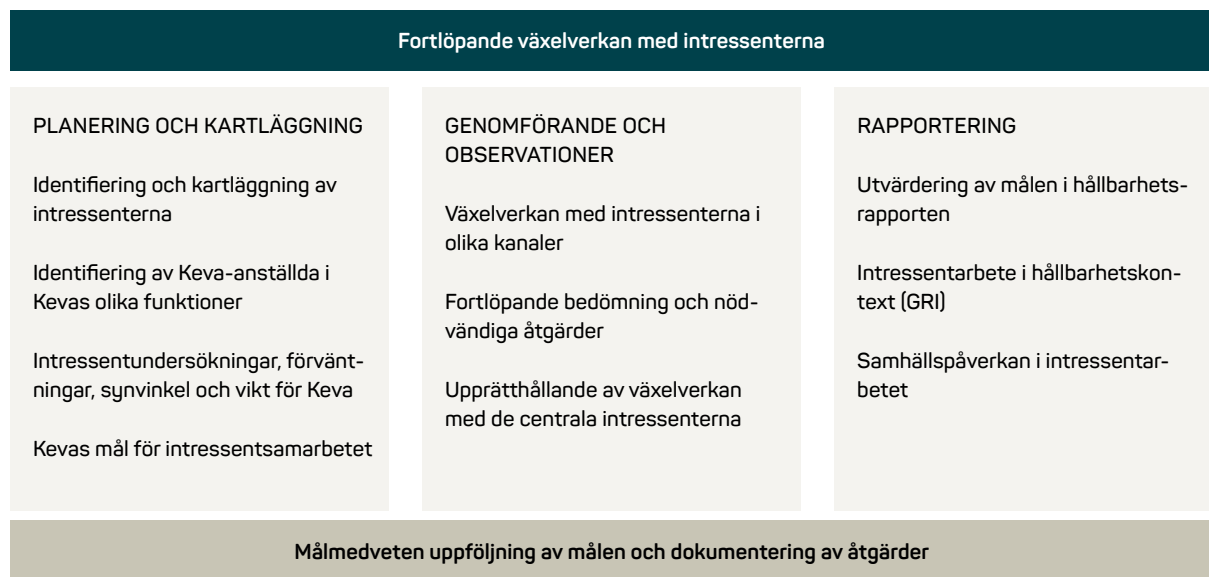 Fortlöpande växelverkan med intressenterna
PLANERING OCH KARTLÄGGNING
Identifiering och kartläggning av
intressenterna
Identifiering av Keva-anställda i
Kevas olika funktioner
Intressentundersökningar, förvänt-
ningar, synvinkel och vikt för Keva
Kevas mål för intressentsamarbetet
GENOMFÖRANDE OCH
OBSERVATIONER
Växelverkan med intressenterna i
olika kanaler
Fortlöpande bedömning och nöd-
vändiga åtgärder
Upprätthållande av växelverkan
med de centrala intressenterna
RAPPORTERING
Utvärdering av målen i hållbarhets-
rapporten
Intressentarbete i hållbarhetskon-
text (GRI)
Samhällspåverkan i intressentar-
betet
Målmedveten uppföljning av målen och dokumentering av åtgärder